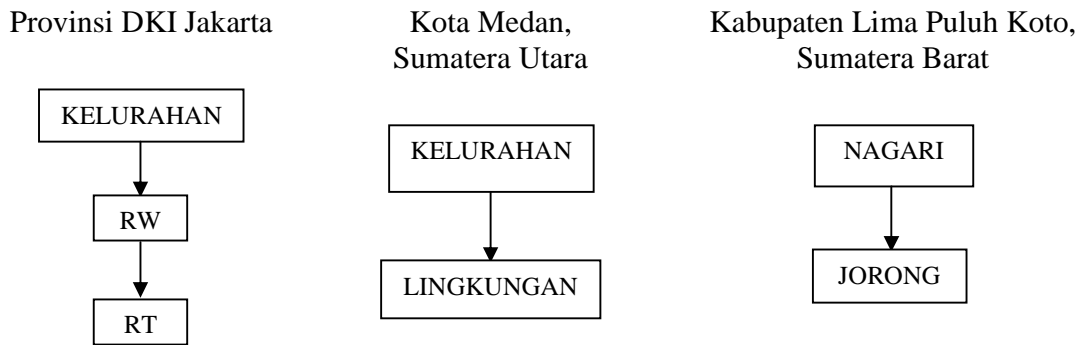 Provinsi DKI Jakarta
KELURAHAN
RW
RT
Kota Medan,
Sumatera Utara
KELURAHAN
LINGKUNGAN
Kabupaten Lima Puluh Koto,
Sumatera Barat
NAGARI
JORONG